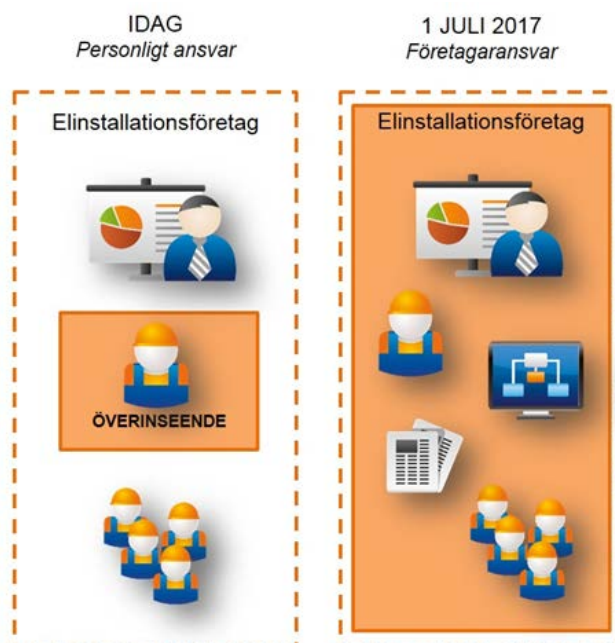 IDAG
Personligt ansvar
Elinstallationsföretag
ÖVERINSEENDE
1 JULI 2017
Företagaransvar
Elinstallationsföretag